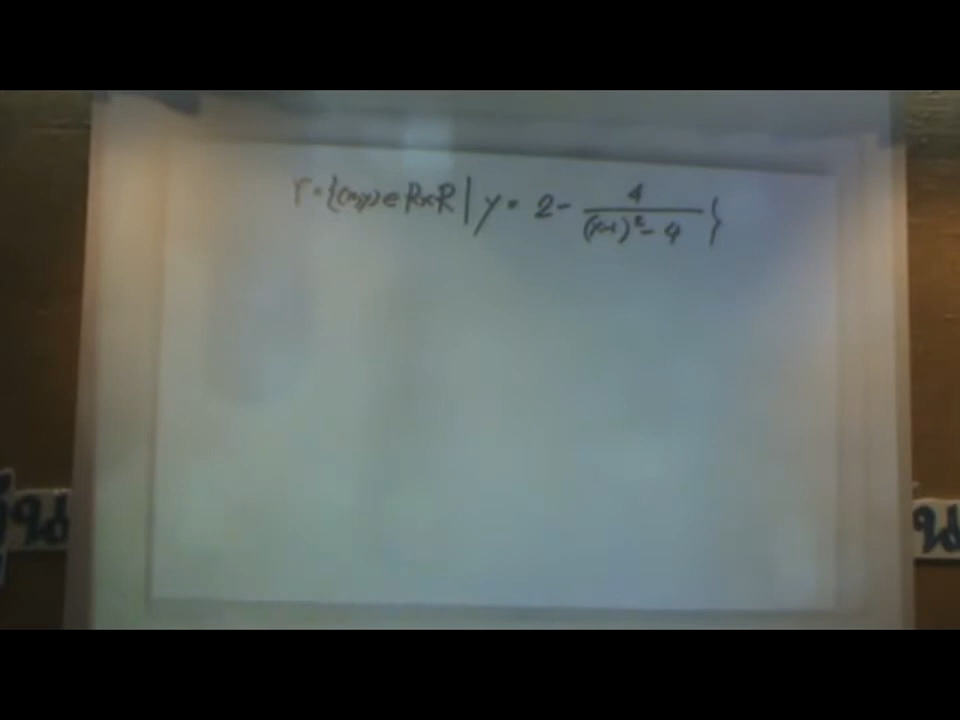 r = {(x,y) ∈ R×R | y = 2 - 4/((x-1)² - 4)}